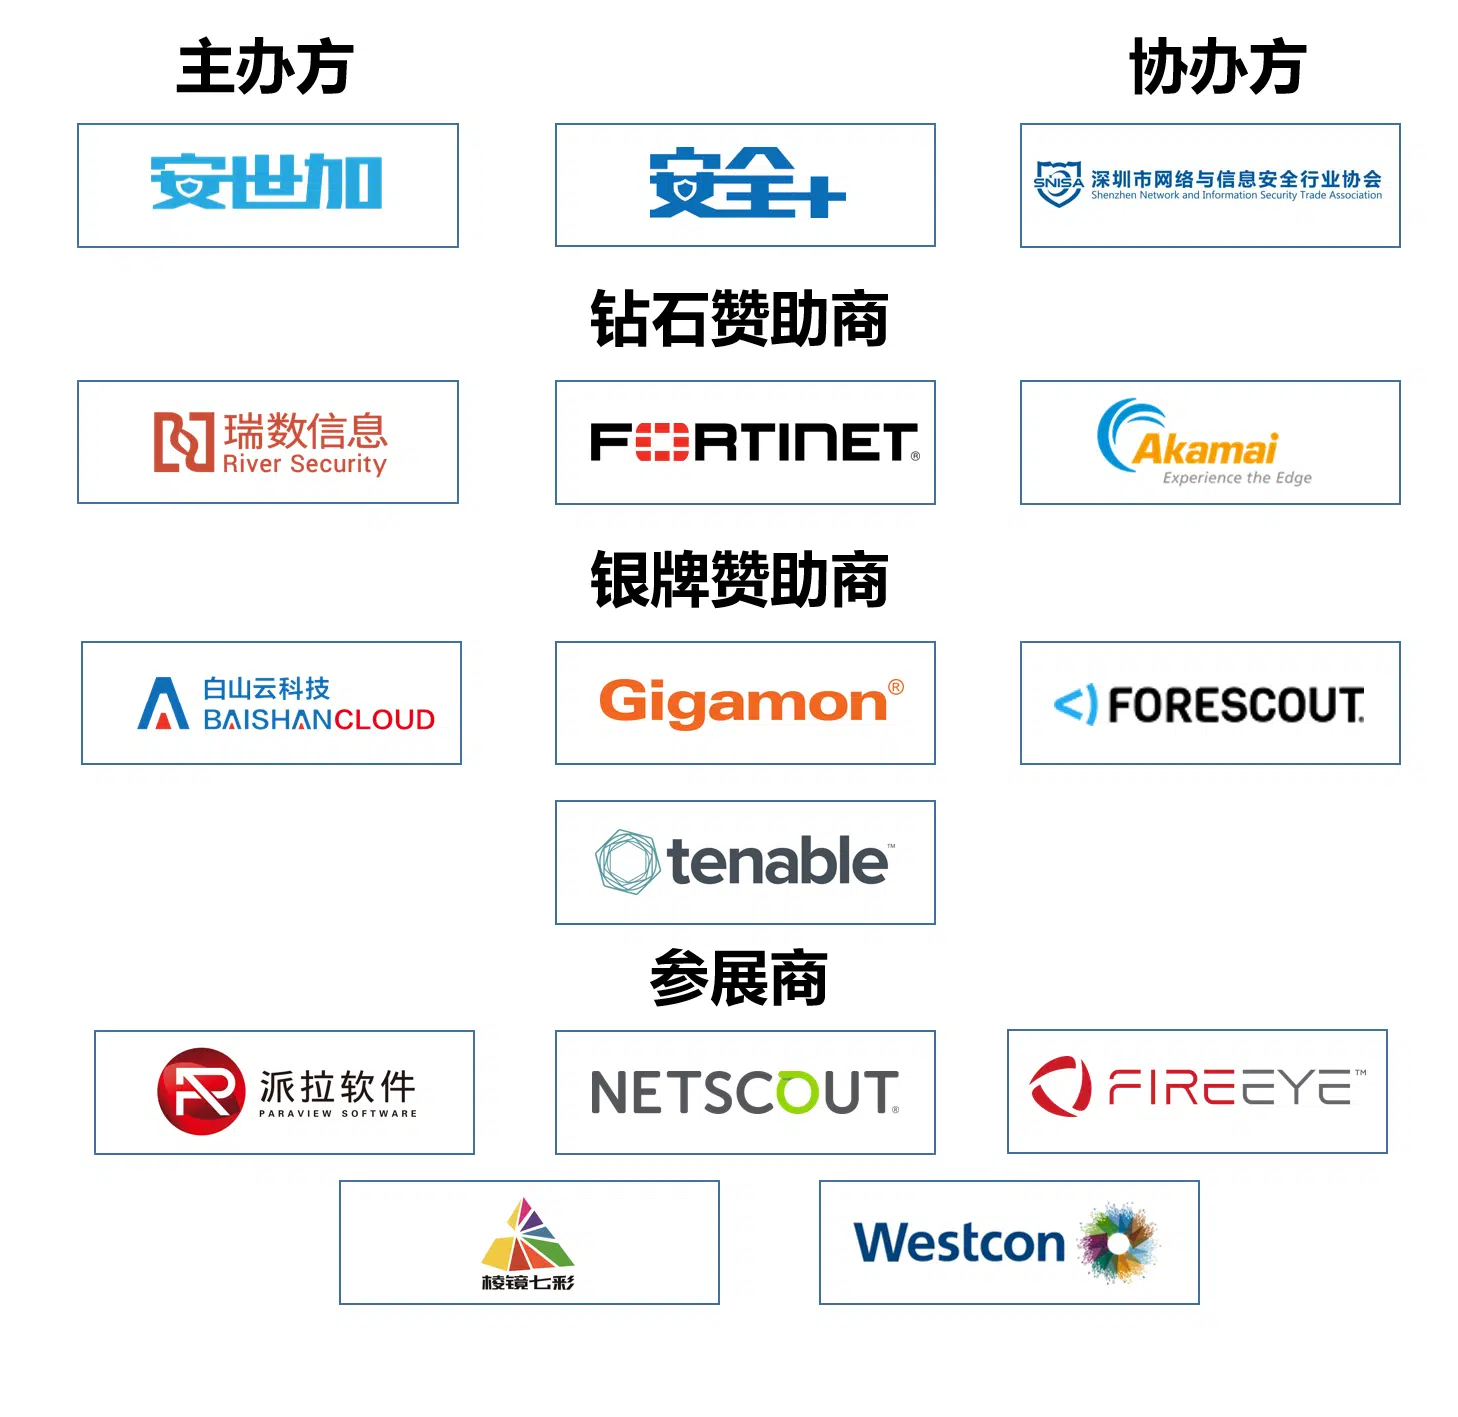 主办方
协办方
安世加
安全+
SNISA
深圳市网络与信息安全行业协会
Shenzhen Network and Information Security Trade Association
钻石赞助商
瑞数信息
River Security
FORTINET®
Akamai
Experience the Edge
银牌赞助商
白山云科技
BAISHANCLOUD
Gigamon®
FORESCOUT®
tenable™
参展商
派拉软件
PARAVIEW SOFTWARE
NETSCOUT®
FIREEYE™
棱镜七彩
Westcon